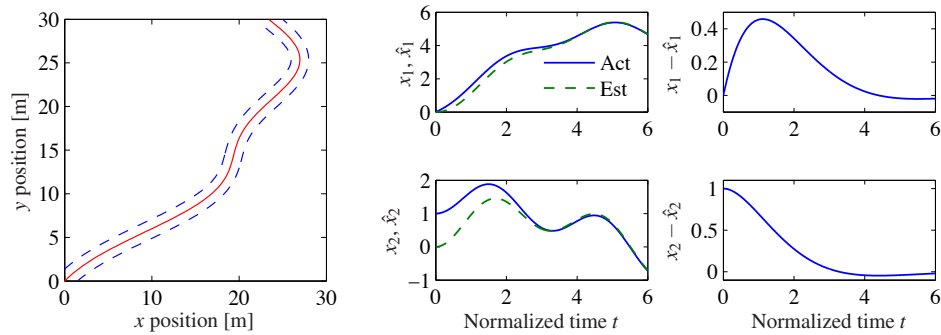 30
25
20
15
10
5
0
0 10 20 30
y position [m]
x position [m]
6
4
2
0
0 2 4 6
x₁, x̂₁
Act
Est
0.4
0.2
0
0 2 4 6
x₁ − x̂₁
2
1
0
−1
0 2 4 6
x₂, x̂₂
Normalized time t
1
0.5
0
0 2 4 6
x₂ − x̂₂
Normalized time t